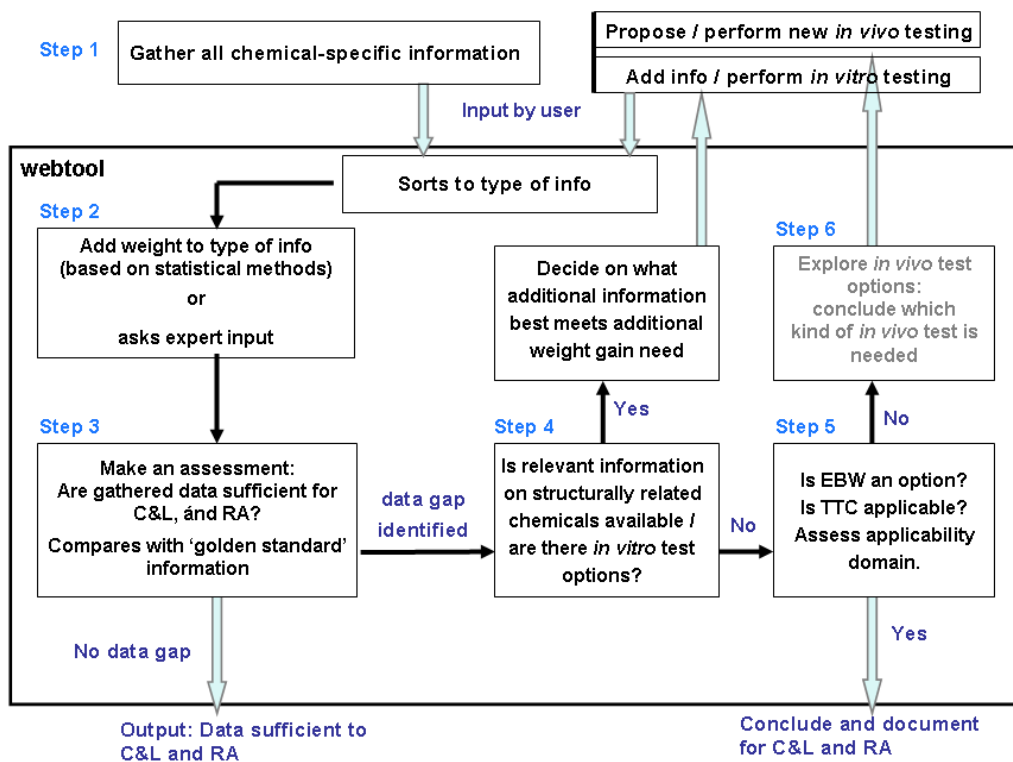 Step 1
Gather all chemical-specific information
Propose / perform new in vivo testing
Add info / perform in vitro testing
Input by user
webtool
Sorts to type of info
Step 2
Add weight to type of info
(based on statistical methods)
or
asks expert input
Decide on what
additional information
best meets additional
weight gain need
Step 6
Explore in vivo test
options:
conclude which
kind of in vivo test is
needed
Yes
No
Step 3
Make an assessment:
Are gathered data sufficient for
C&L, ánd RA?
Compares with ‘golden standard’
information
data gap
identified
Step 4
Is relevant information
on structurally related
chemicals available /
are there in vitro test
options?
No
Step 5
Is EBW an option?
Is TTC applicable?
Assess applicability
domain.
No data gap
Yes
Output: Data sufficient to
C&L and RA
Conclude and document
for C&L and RA